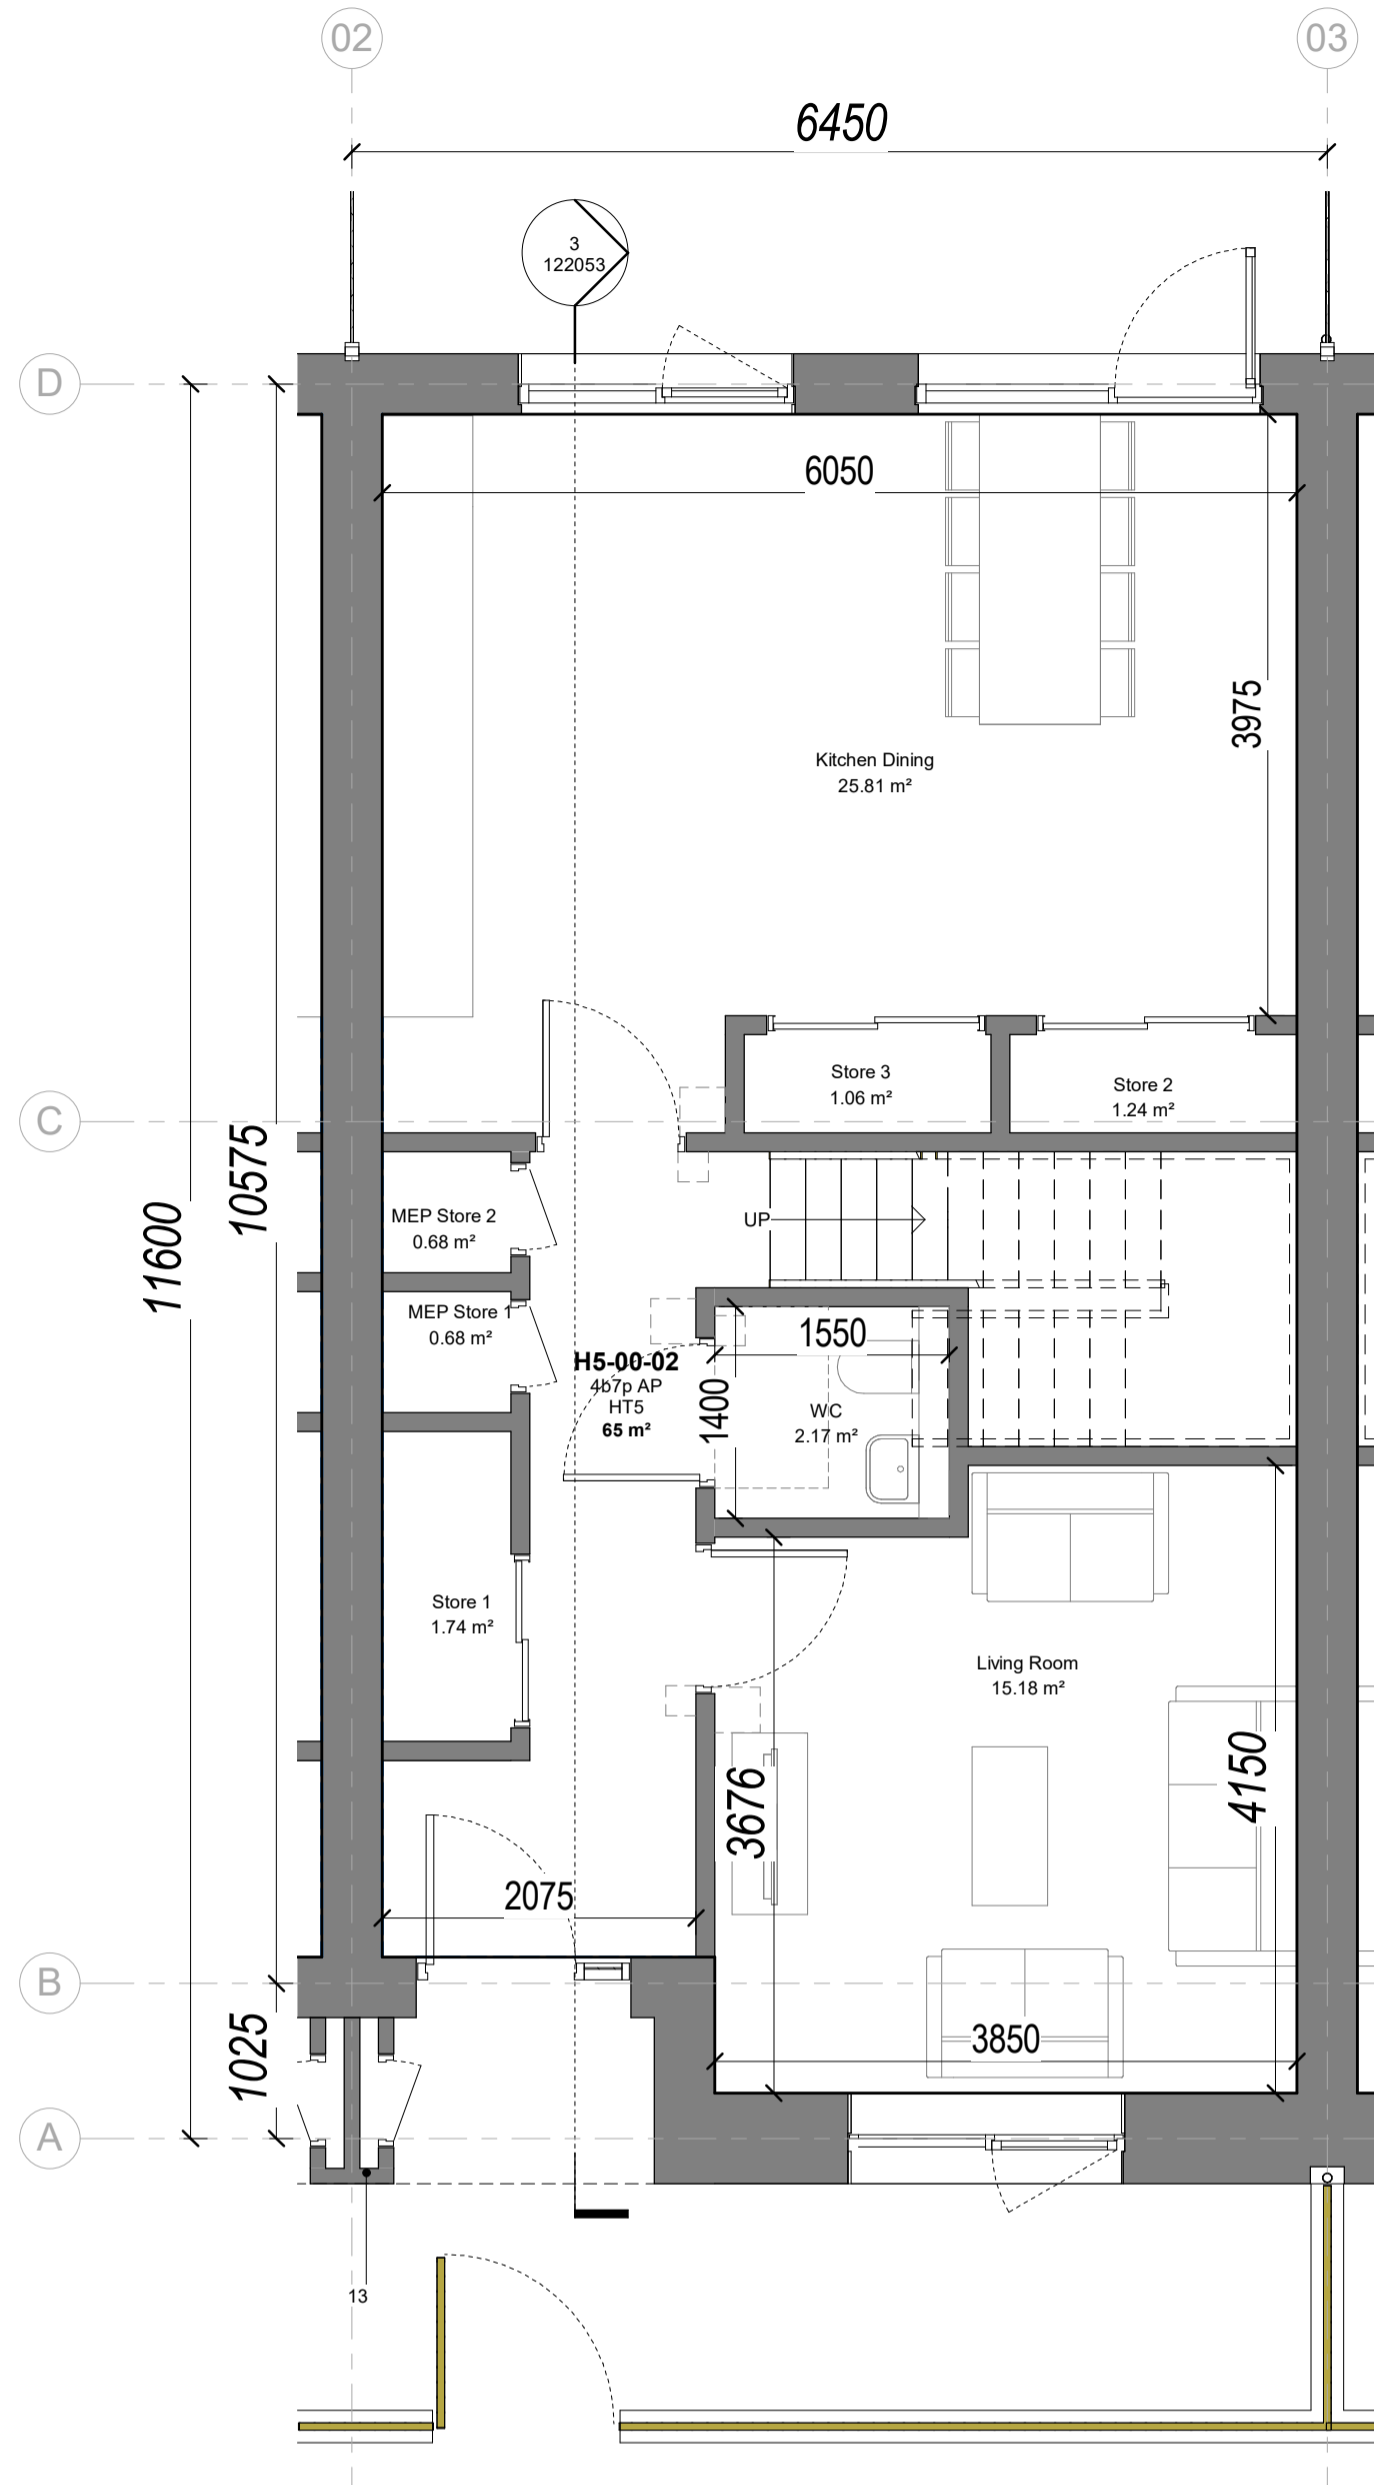 02
03
6450
3
122053
D
6050
3975
Kitchen Dining
25.81 m²
Store 3
1.06 m²
Store 2
1.24 m²
C
10575
11600
MEP Store 2
0.68 m²
UP
MEP Store 1
0.68 m²
1550
H5-00-02
4b7p AP
HT5
65 m²
1400
WC
2.17 m²
Store 1
1.74 m²
Living Room
15.18 m²
3676
4150
2075
B
1025
3850
A
13